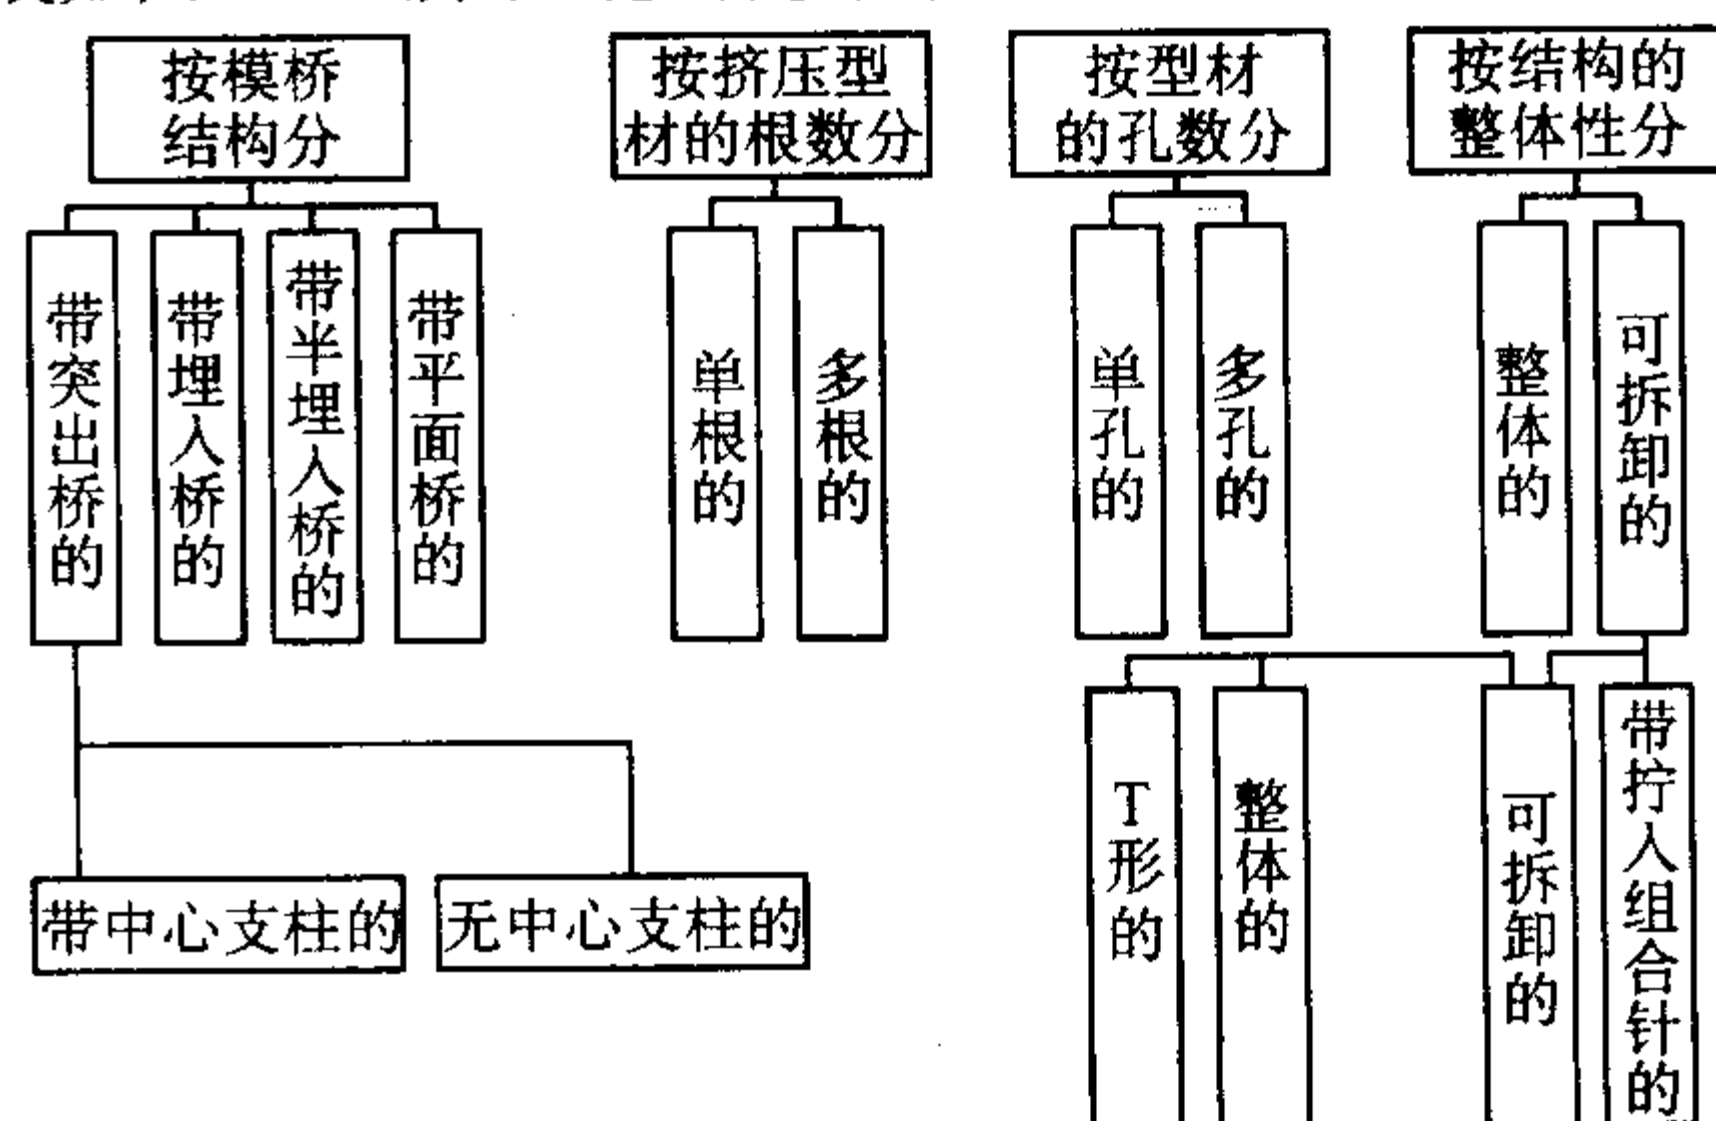 按模桥
结构分
按挤压型
材的根数分
按型材
的孔数分
按结构的
整体性分
带突出桥的
带埋入桥的
带半埋入桥的
带平面桥的
单根的
多根的
单孔的
多孔的
整体的
可拆卸的
带中心支柱的
无中心支柱的
T形的
整体的
可拆卸的
带拧入组合针的